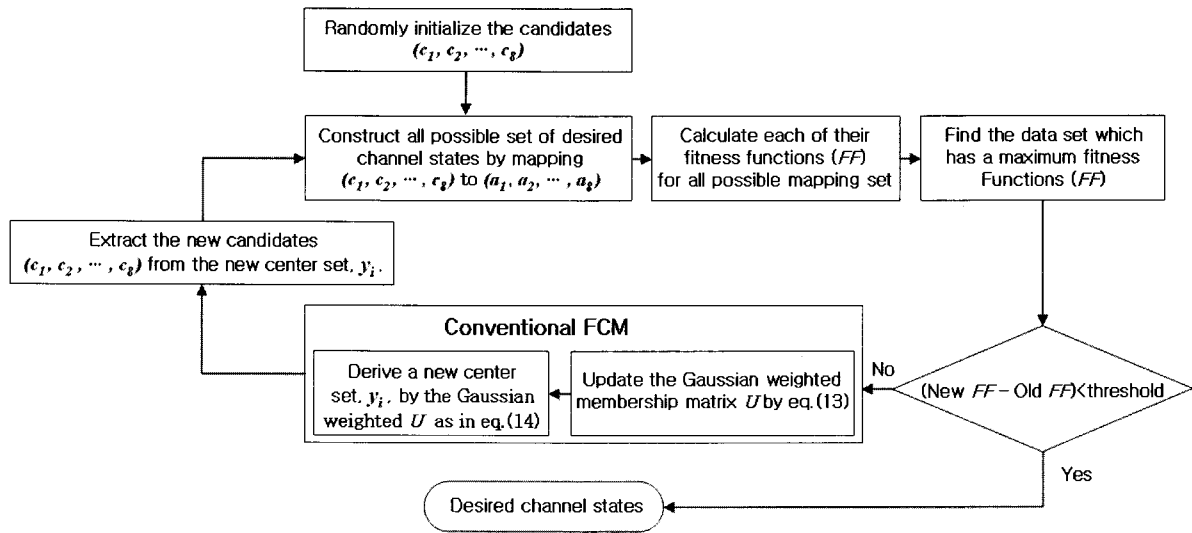 Randomly initialize the candidates
(c₁, c₂, ⋯, c₈)
Construct all possible set of desired
channel states by mapping
(c₁, c₂, ⋯, c₈) to (a₁, a₂, ⋯, a₈)
Calculate each of their
fitness functions (FF)
for all possible mapping set
Find the data set which
has a maximum fitness
Functions (FF)
Extract the new candidates
(c₁, c₂, ⋯, c₈) from the new center set, yᵢ.
Conventional FCM
Derive a new center
set, yᵢ, by the Gaussian
weighted U as in eq.(14)
Update the Gaussian weighted
membership matrix U by eq.(13)
No
(New FF − Old FF)<threshold
Yes
Desired channel states